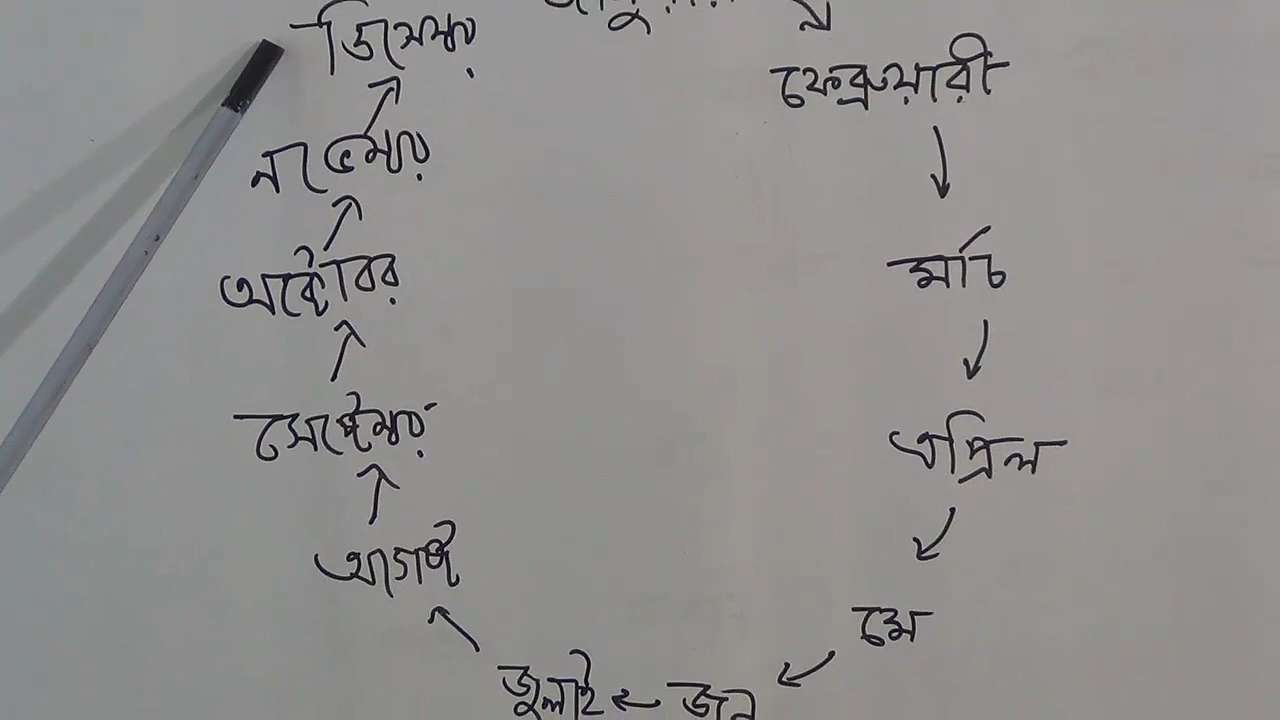 ডিসেম্বর
ফেব্রুয়ারী
নভেম্বর
মার্চ
অক্টোবর
এপ্রিল
সেপ্টেম্বর
আগষ্ট
মে
জুলাই